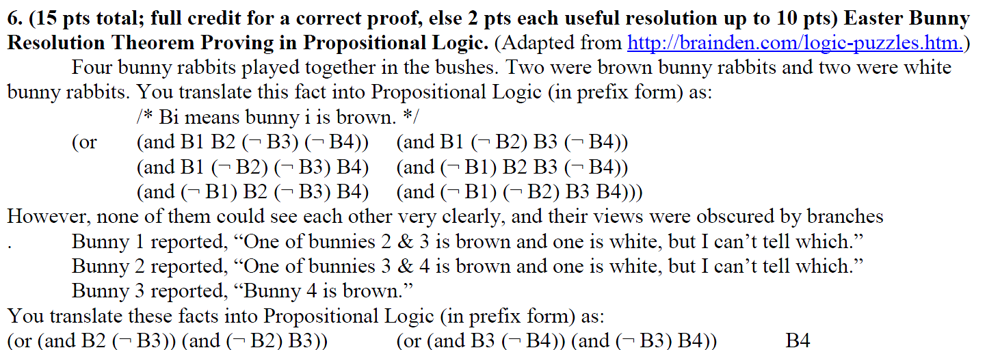 6. (15 pts total; full credit for a correct proof, else 2 pts each useful resolution up to 10 pts) Easter Bunny
Resolution Theorem Proving in Propositional Logic. (Adapted from http://brainden.com/logic-puzzles.htm.)
Four bunny rabbits played together in the bushes. Two were brown bunny rabbits and two were white
bunny rabbits. You translate this fact into Propositional Logic (in prefix form) as:
/* Bi means bunny i is brown. */
(or (and B1 B2 (¬ B3) (¬ B4)) (and B1 (¬ B2) B3 (¬ B4))
(and B1 (¬ B2) (¬ B3) B4) (and (¬ B1) B2 B3 (¬ B4))
(and (¬ B1) B2 (¬ B3) B4) (and (¬ B1) (¬ B2) B3 B4)))
However, none of them could see each other very clearly, and their views were obscured by branches
. Bunny 1 reported, “One of bunnies 2 & 3 is brown and one is white, but I can’t tell which.”
Bunny 2 reported, “One of bunnies 3 & 4 is brown and one is white, but I can’t tell which.”
Bunny 3 reported, “Bunny 4 is brown.”
You translate these facts into Propositional Logic (in prefix form) as:
(or (and B2 (¬ B3)) (and (¬ B2) B3)) (or (and B3 (¬ B4)) (and (¬ B3) B4)) B4